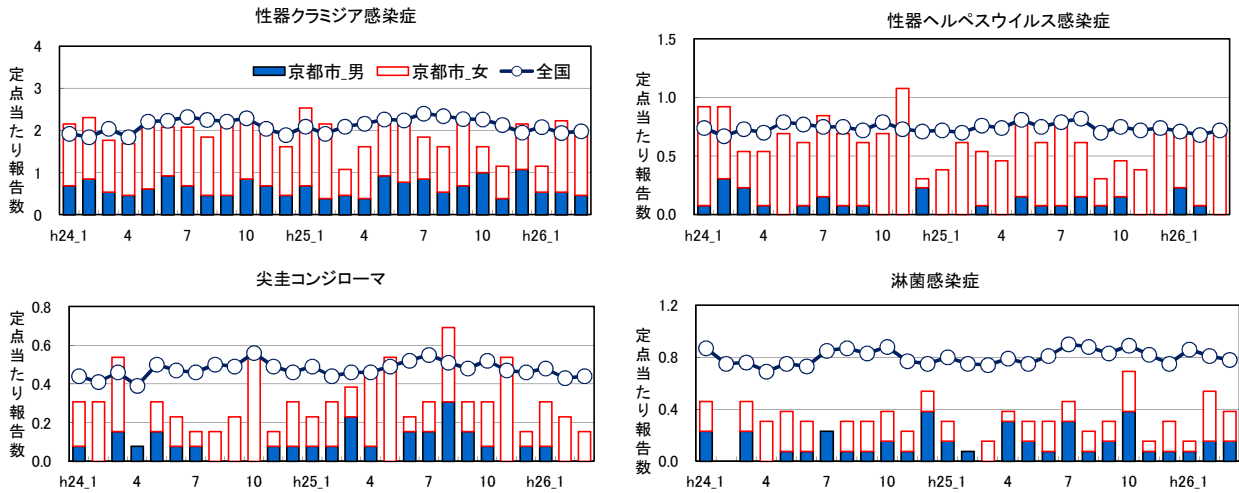 性器クラミジア感染症
定点当たり報告数
4
3
2
1
0
京都市_男 京都市_女 全国
h24_1 4 7 10 h25_1 4 7 10 h26_1
性器ヘルペスウイルス感染症
定点当たり報告数
1.5
1.0
0.5
0.0
h24_1 4 7 10 h25_1 4 7 10 h26_1
尖圭コンジローマ
定点当たり報告数
0.8
0.6
0.4
0.2
0.0
h24_1 4 7 10 h25_1 4 7 10 h26_1
淋菌感染症
定点当たり報告数
1.2
0.8
0.4
0.0
h24_1 4 7 10 h25_1 4 7 10 h26_1